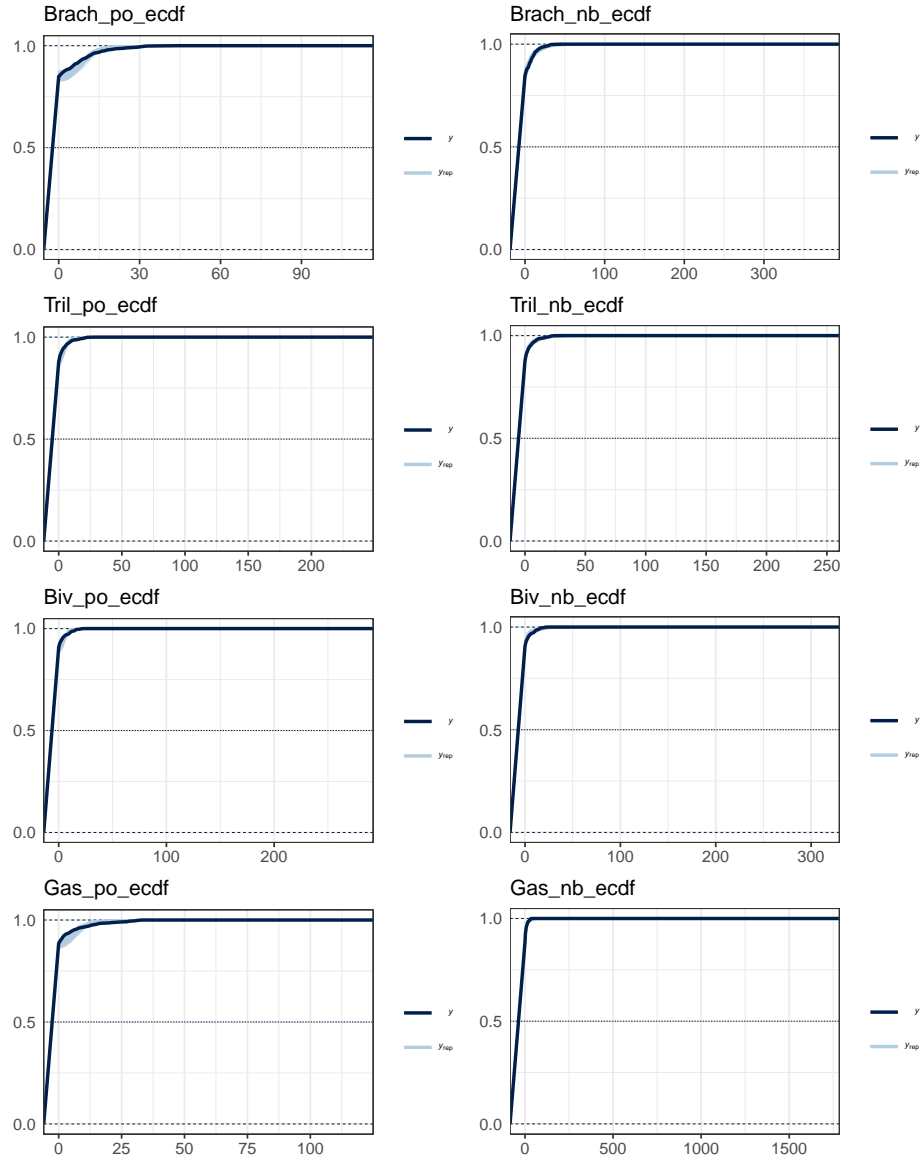 Brach_po_ecdf
1.0
0.5
0.0
0 30 60 90
y
yrep
Brach_nb_ecdf
1.0
0.5
0.0
0 100 200 300
y
yrep
Tril_po_ecdf
1.0
0.5
0.0
0 50 100 150 200
y
yrep
Tril_nb_ecdf
1.0
0.5
0.0
0 50 100 150 200 250
y
yrep
Biv_po_ecdf
1.0
0.5
0.0
0 100 200
y
yrep
Biv_nb_ecdf
1.0
0.5
0.0
0 100 200 300
y
yrep
Gas_po_ecdf
1.0
0.5
0.0
0 25 50 75 100
y
yrep
Gas_nb_ecdf
1.0
0.5
0.0
0 500 1000 1500
y
yrep